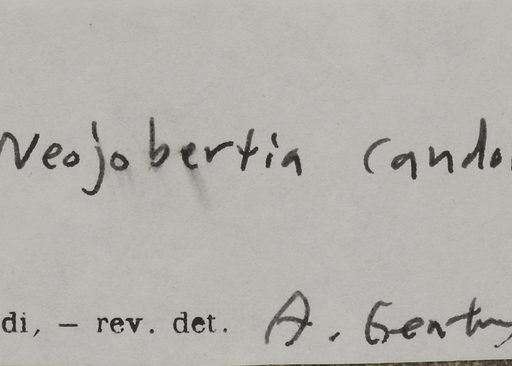 Neojobertia cando
di, — rev. det. A. Gentry